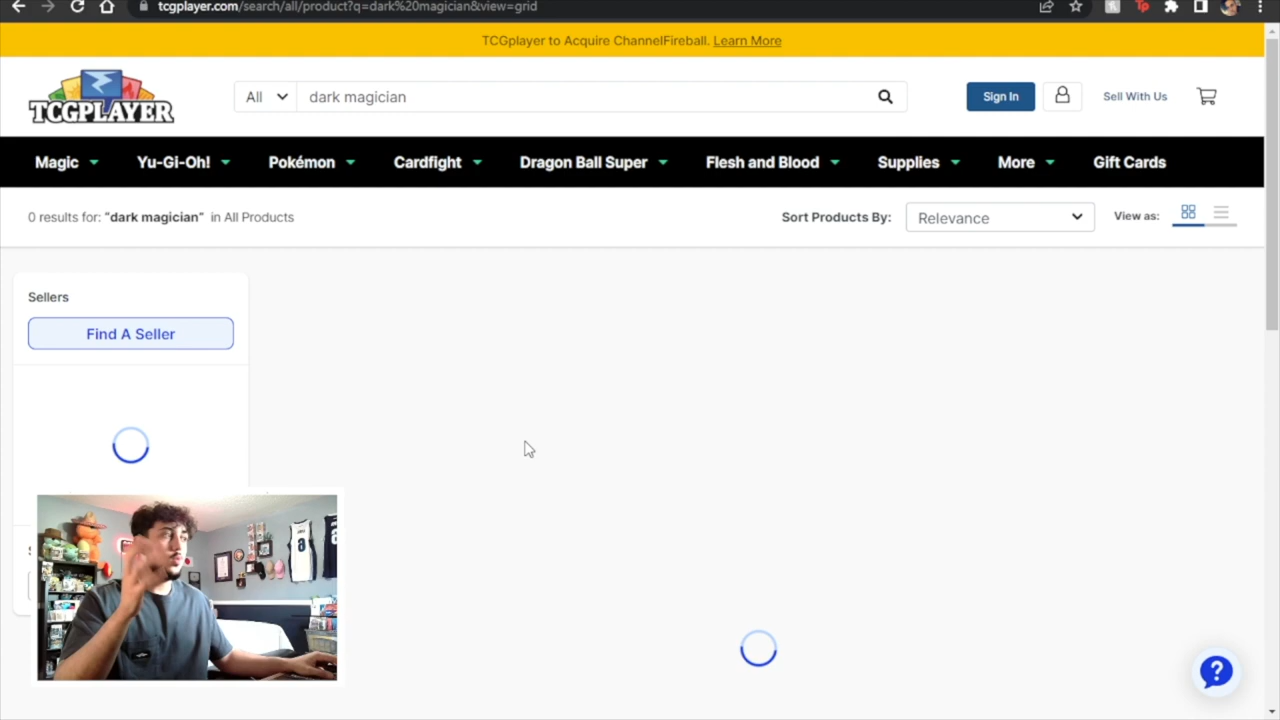 tcgplayer.com/search/all/product?q=dark%20magician&view=grid
TCGplayer to Acquire ChannelFireball. Learn More
TCGPLAYER
All
dark magician
Sign In
Sell With Us
Magic
Yu-Gi-Oh!
Pokémon
Cardfight
Dragon Ball Super
Flesh and Blood
Supplies
More
Gift Cards
0 results for: "dark magician" in All Products
Sort Products By:
Relevance
View as:
Sellers
Find A Seller
?